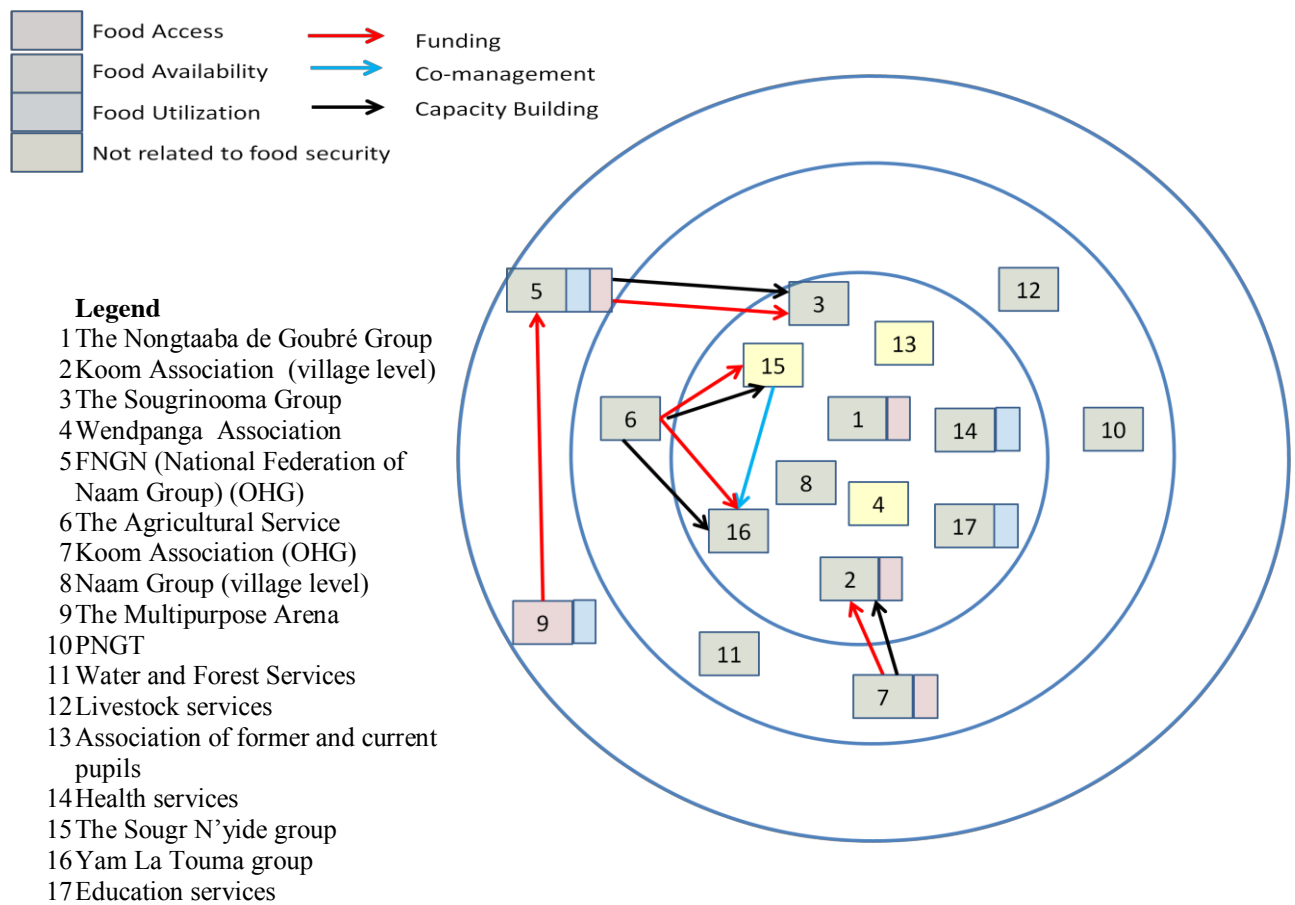 Food Access
Food Availability
Food Utilization
Not related to food security
Funding
Co-management
Capacity Building
Legend
1 The Nongtaaba de Goubré Group
2 Koom Association (village level)
3 The Sougrinooma Group
4 Wendpanga Association
5 FNGN (National Federation of
Naam Group) (OHG)
6 The Agricultural Service
7 Koom Association (OHG)
8 Naam Group (village level)
9 The Multipurpose Arena
10 PNGT
11 Water and Forest Services
12 Livestock services
13 Association of former and current
pupils
14 Health services
15 The Sougr N’yide group
16 Yam La Touma group
17 Education services
5
3
12
13
15
6
1
14
10
8
4
16
17
2
9
11
7